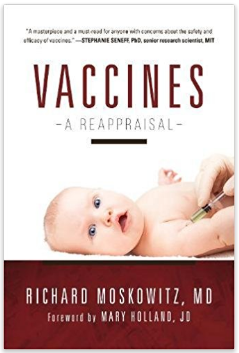 "A masterpiece and a must-read for anyone with concerns about the safety and
efficacy of vaccines." —STEPHANIE SENEFF, PhD, senior research scientist, MIT
VACCINES
–A REAPPRAISAL–
RICHARD MOSKOWITZ, MD
Foreword by MARY HOLLAND, JD